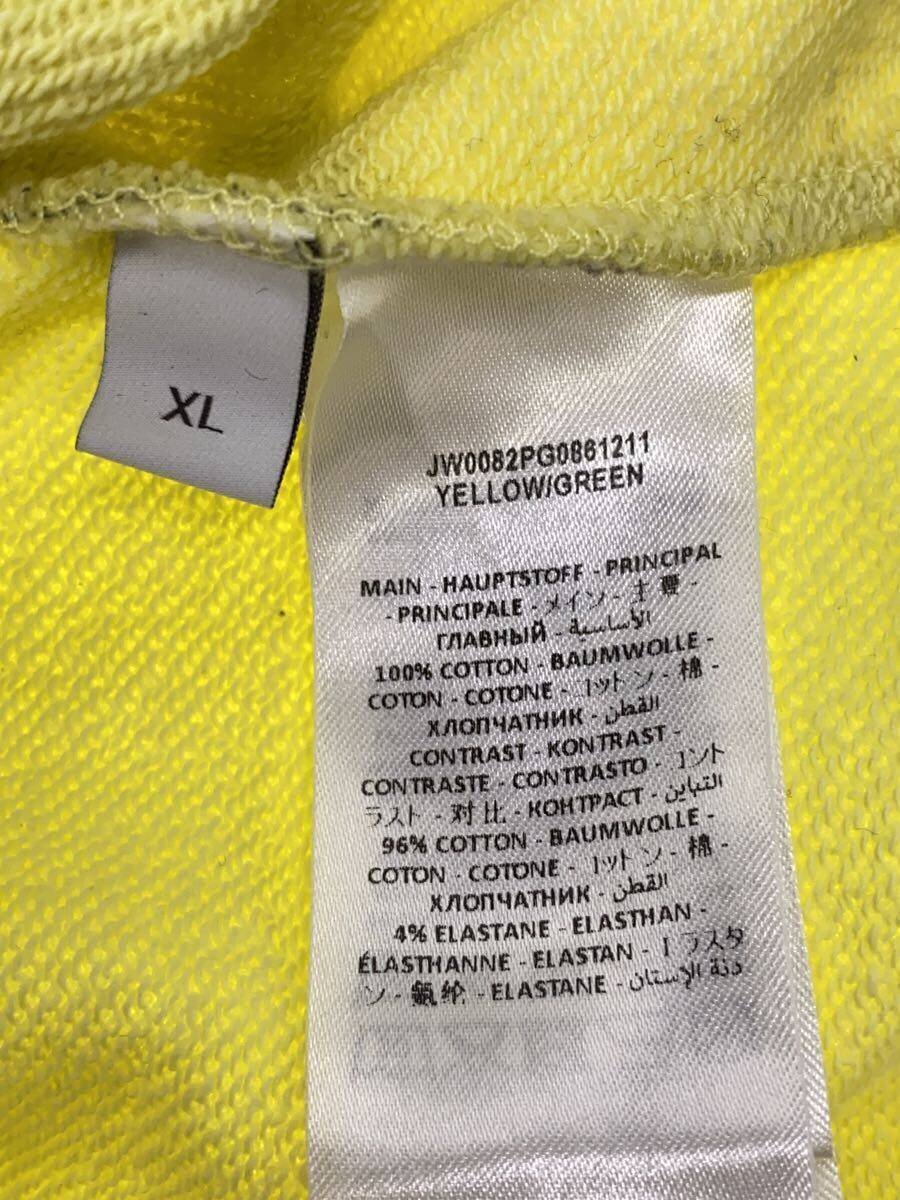 XL
JW0082PG0861211
YELLOW/GREEN
MAIN - HAUPTSTOFF - PRINCIPAL
- PRINCIPALE - メイン - 主要 -
ГЛАВНЫЙ - الأساسية
100% COTTON - BAUMWOLLE -
COTON - COTONE - コットン - 棉 -
ХЛОПЧАТНИК - القطن
CONTRAST - KONTRAST -
CONTRASTE - CONTRASTO - コント
ラスト - 对比 - КОНТРАСТ - التباين
96% COTTON - BAUMWOLLE -
COTON - COTONE - コットン - 棉 -
ХЛОПЧАТНИК - القطن
4% ELASTANE - ELASTHAN -
ÉLASTHANNE - ELASTAN - エラスタ
ン - 氨纶 - ELASTANE - الإستان